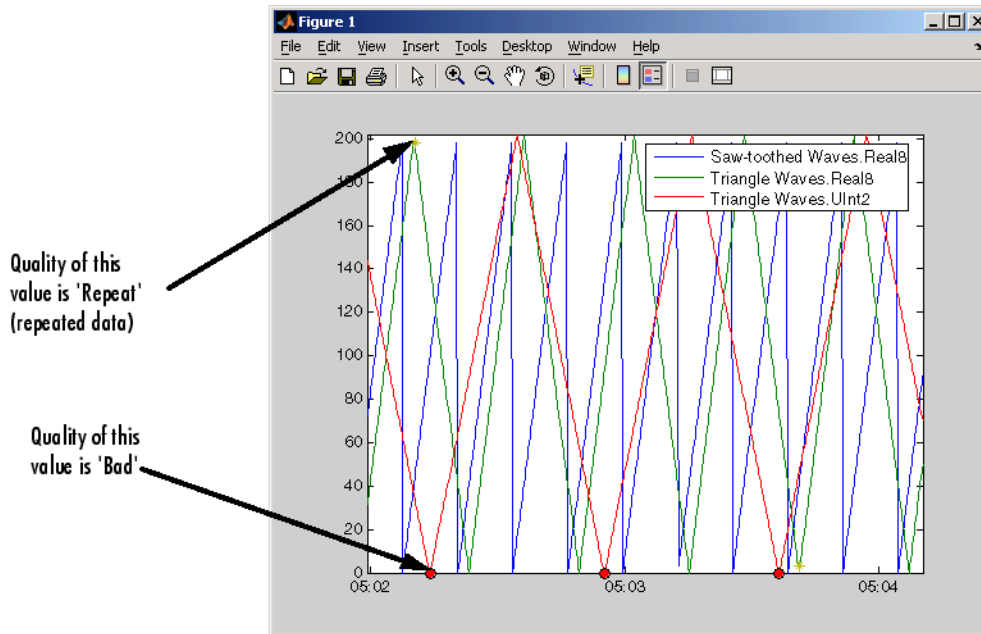 Figure 1
File Edit View Insert Tools Desktop Window Help
200
180
160
140
120
100
80
60
40
20
0
05:02 05:03 05:04
Saw-toothed Waves.Real8
Triangle Waves.Real8
Triangle Waves.UInt2
Quality of this
value is 'Repeat'
(repeated data)
Quality of this
value is 'Bad'